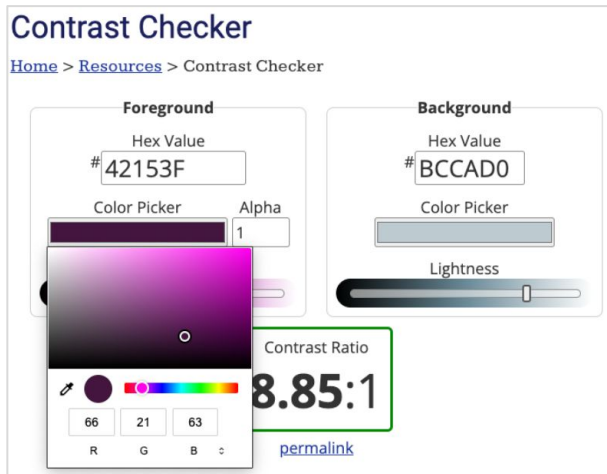 Contrast Checker
Home > Resources > Contrast Checker
Foreground
Hex Value
#42153F
Color Picker Alpha
1
66 21 63
R G B
Background
Hex Value
#BCCAD0
Color Picker
Lightness
Contrast Ratio
8.85:1
permalink